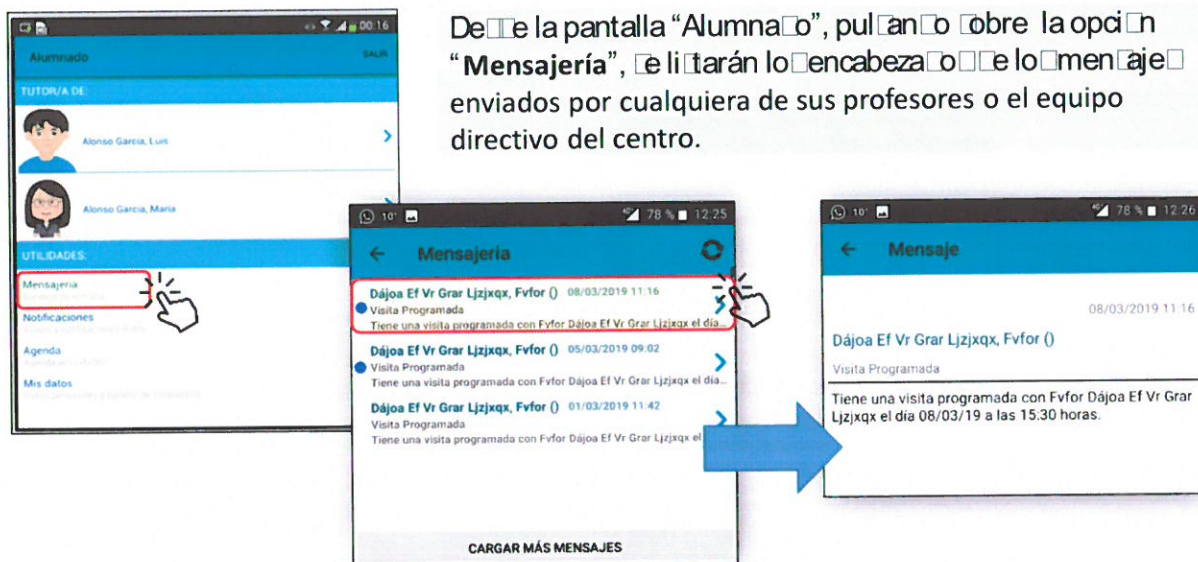 00:16
Alumnado SALIR
TUTOR/A DE:
Alonso Garcia, Luis
Alonso Garcia, Maria
UTILIDADES:
Mensajería
Notificaciones
Agenda
Mis datos
De□□e la pantalla “Alumna□o”, pul□an□o □obre la opci□n
“Mensajería”, □e li□tarán lo□encabeza□o□□e lo□men□aje□
enviados por cualquiera de sus profesores o el equipo
directivo del centro.
10° 4G 78 % 12:25
← Mensajeria
Dájoa Ef Vr Grar Ljzjxqx, Fvfor () 08/03/2019 11:16
Visita Programada
Tiene una visita programada con Fvfor Dájoa Ef Vr Grar Ljzjxqx el día...
Dájoa Ef Vr Grar Ljzjxqx, Fvfor () 05/03/2019 09:02
Visita Programada
Tiene una visita programada con Fvfor Dájoa Ef Vr Grar Ljzjxqx el día...
Dájoa Ef Vr Grar Ljzjxqx, Fvfor () 01/03/2019 11:42
Visita Programada
Tiene una visita programada con Fvfor Dájoa Ef Vr Grar Ljzjxqx el
CARGAR MÁS MENSAJES
10° 4G 78 % 12:26
← Mensaje
08/03/2019 11:16
Dájoa Ef Vr Grar Ljzjxqx, Fvfor ()
Visita Programada
Tiene una visita programada con Fvfor Dájoa Ef Vr Grar
Ljzjxqx el día 08/03/19 a las 15:30 horas.